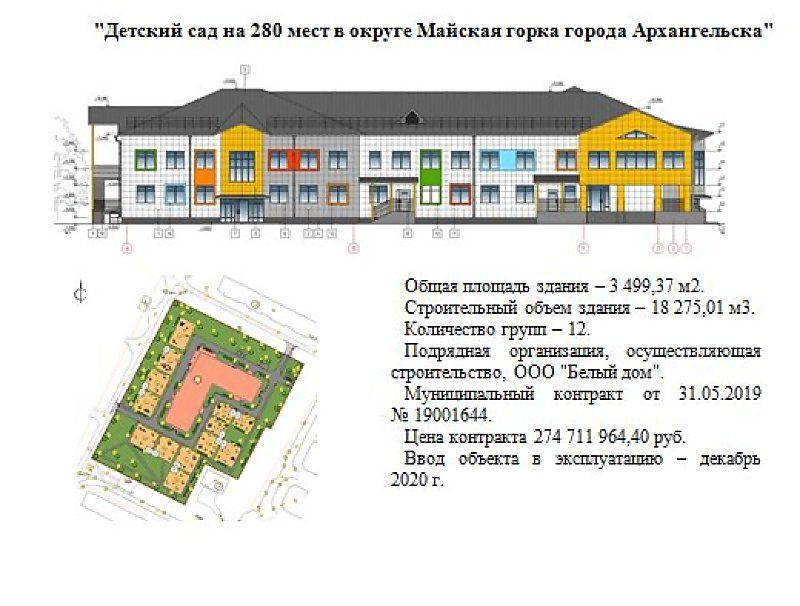 "Детский сад на 280 мест в округе Майская горка города Архангельска"
Общая площадь здания – 3 499,37 м2.
Строительный объем здания – 18 275,01 м3.
Количество групп – 12.
Подрядная организация, осуществляющая
строительство, ООО "Белый дом".
Муниципальный контракт от 31.05.2019
№ 19001644.
Цена контракта 274 711 964,40 руб.
Ввод объекта в эксплуатацию – декабрь
2020 г.